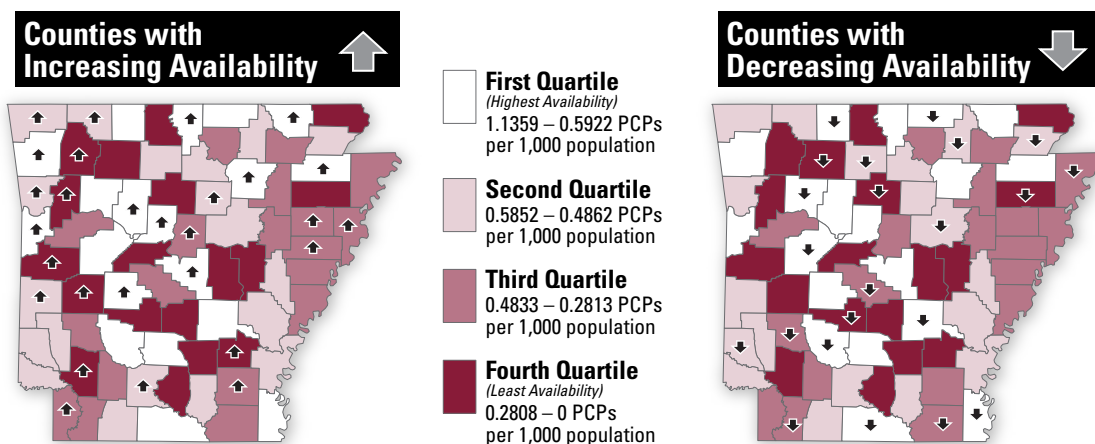 Counties with
Increasing Availability
First Quartile
(Highest Availability)
1.1359 – 0.5922 PCPs
per 1,000 population
Second Quartile
0.5852 – 0.4862 PCPs
per 1,000 population
Third Quartile
0.4833 – 0.2813 PCPs
per 1,000 population
Fourth Quartile
(Least Availability)
0.2808 – 0 PCPs
per 1,000 population
Counties with
Decreasing Availability